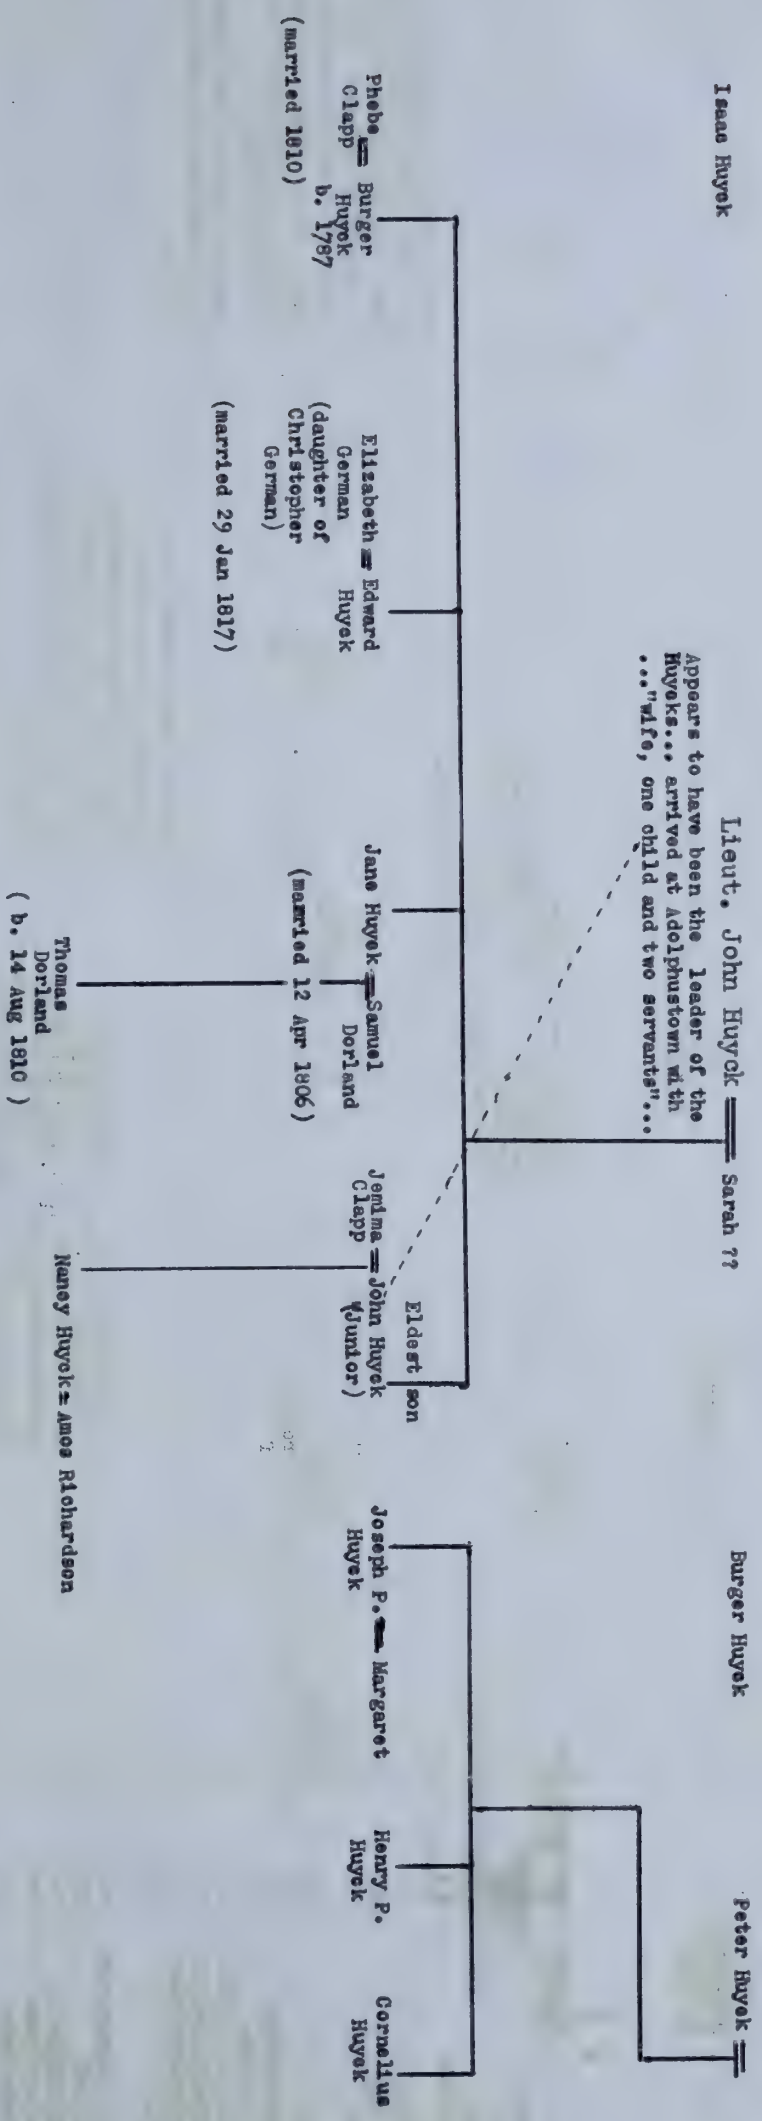 Isaac Huyck
Lieut. John Huyck = Sarah ??
Burger Huyck
Peter Huyck =
Appears to have been the leader of the
Huycks... arrived at Adolphustown with
..."wife, one child and two servants"...
Eldest son
Phebe = Burger
Clapp Huyck
b. 1787
(married 1810)
Elizabeth = Edward
German Huyck
(daughter of
Christopher
German)
(married 29 Jan 1817)
Jane Huyck = Samuel
Dorland
(married 12 Apr 1806)
Jemima = John Huyck
Clapp (Junior)
Joseph P. = Margaret
Huyck
Henry P.
Huyck
Cornelius
Huyck
Thomas
Dorland
( b. 14 Aug 1810 )
Nancy Huyck = Amos Richardson